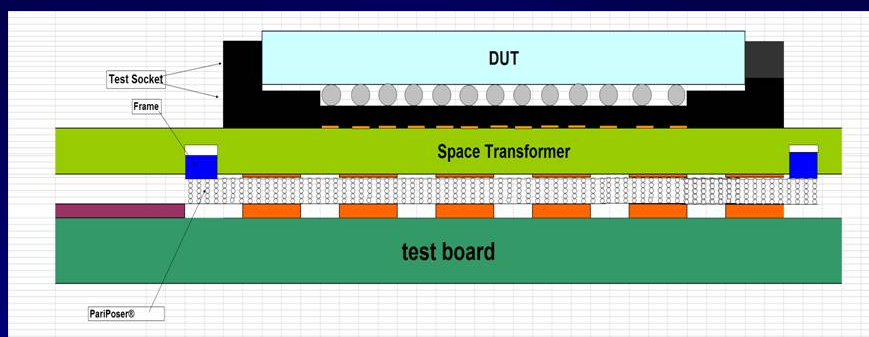 DUT
Test Socket
Frame
Space Transformer
test board
PariPoser®